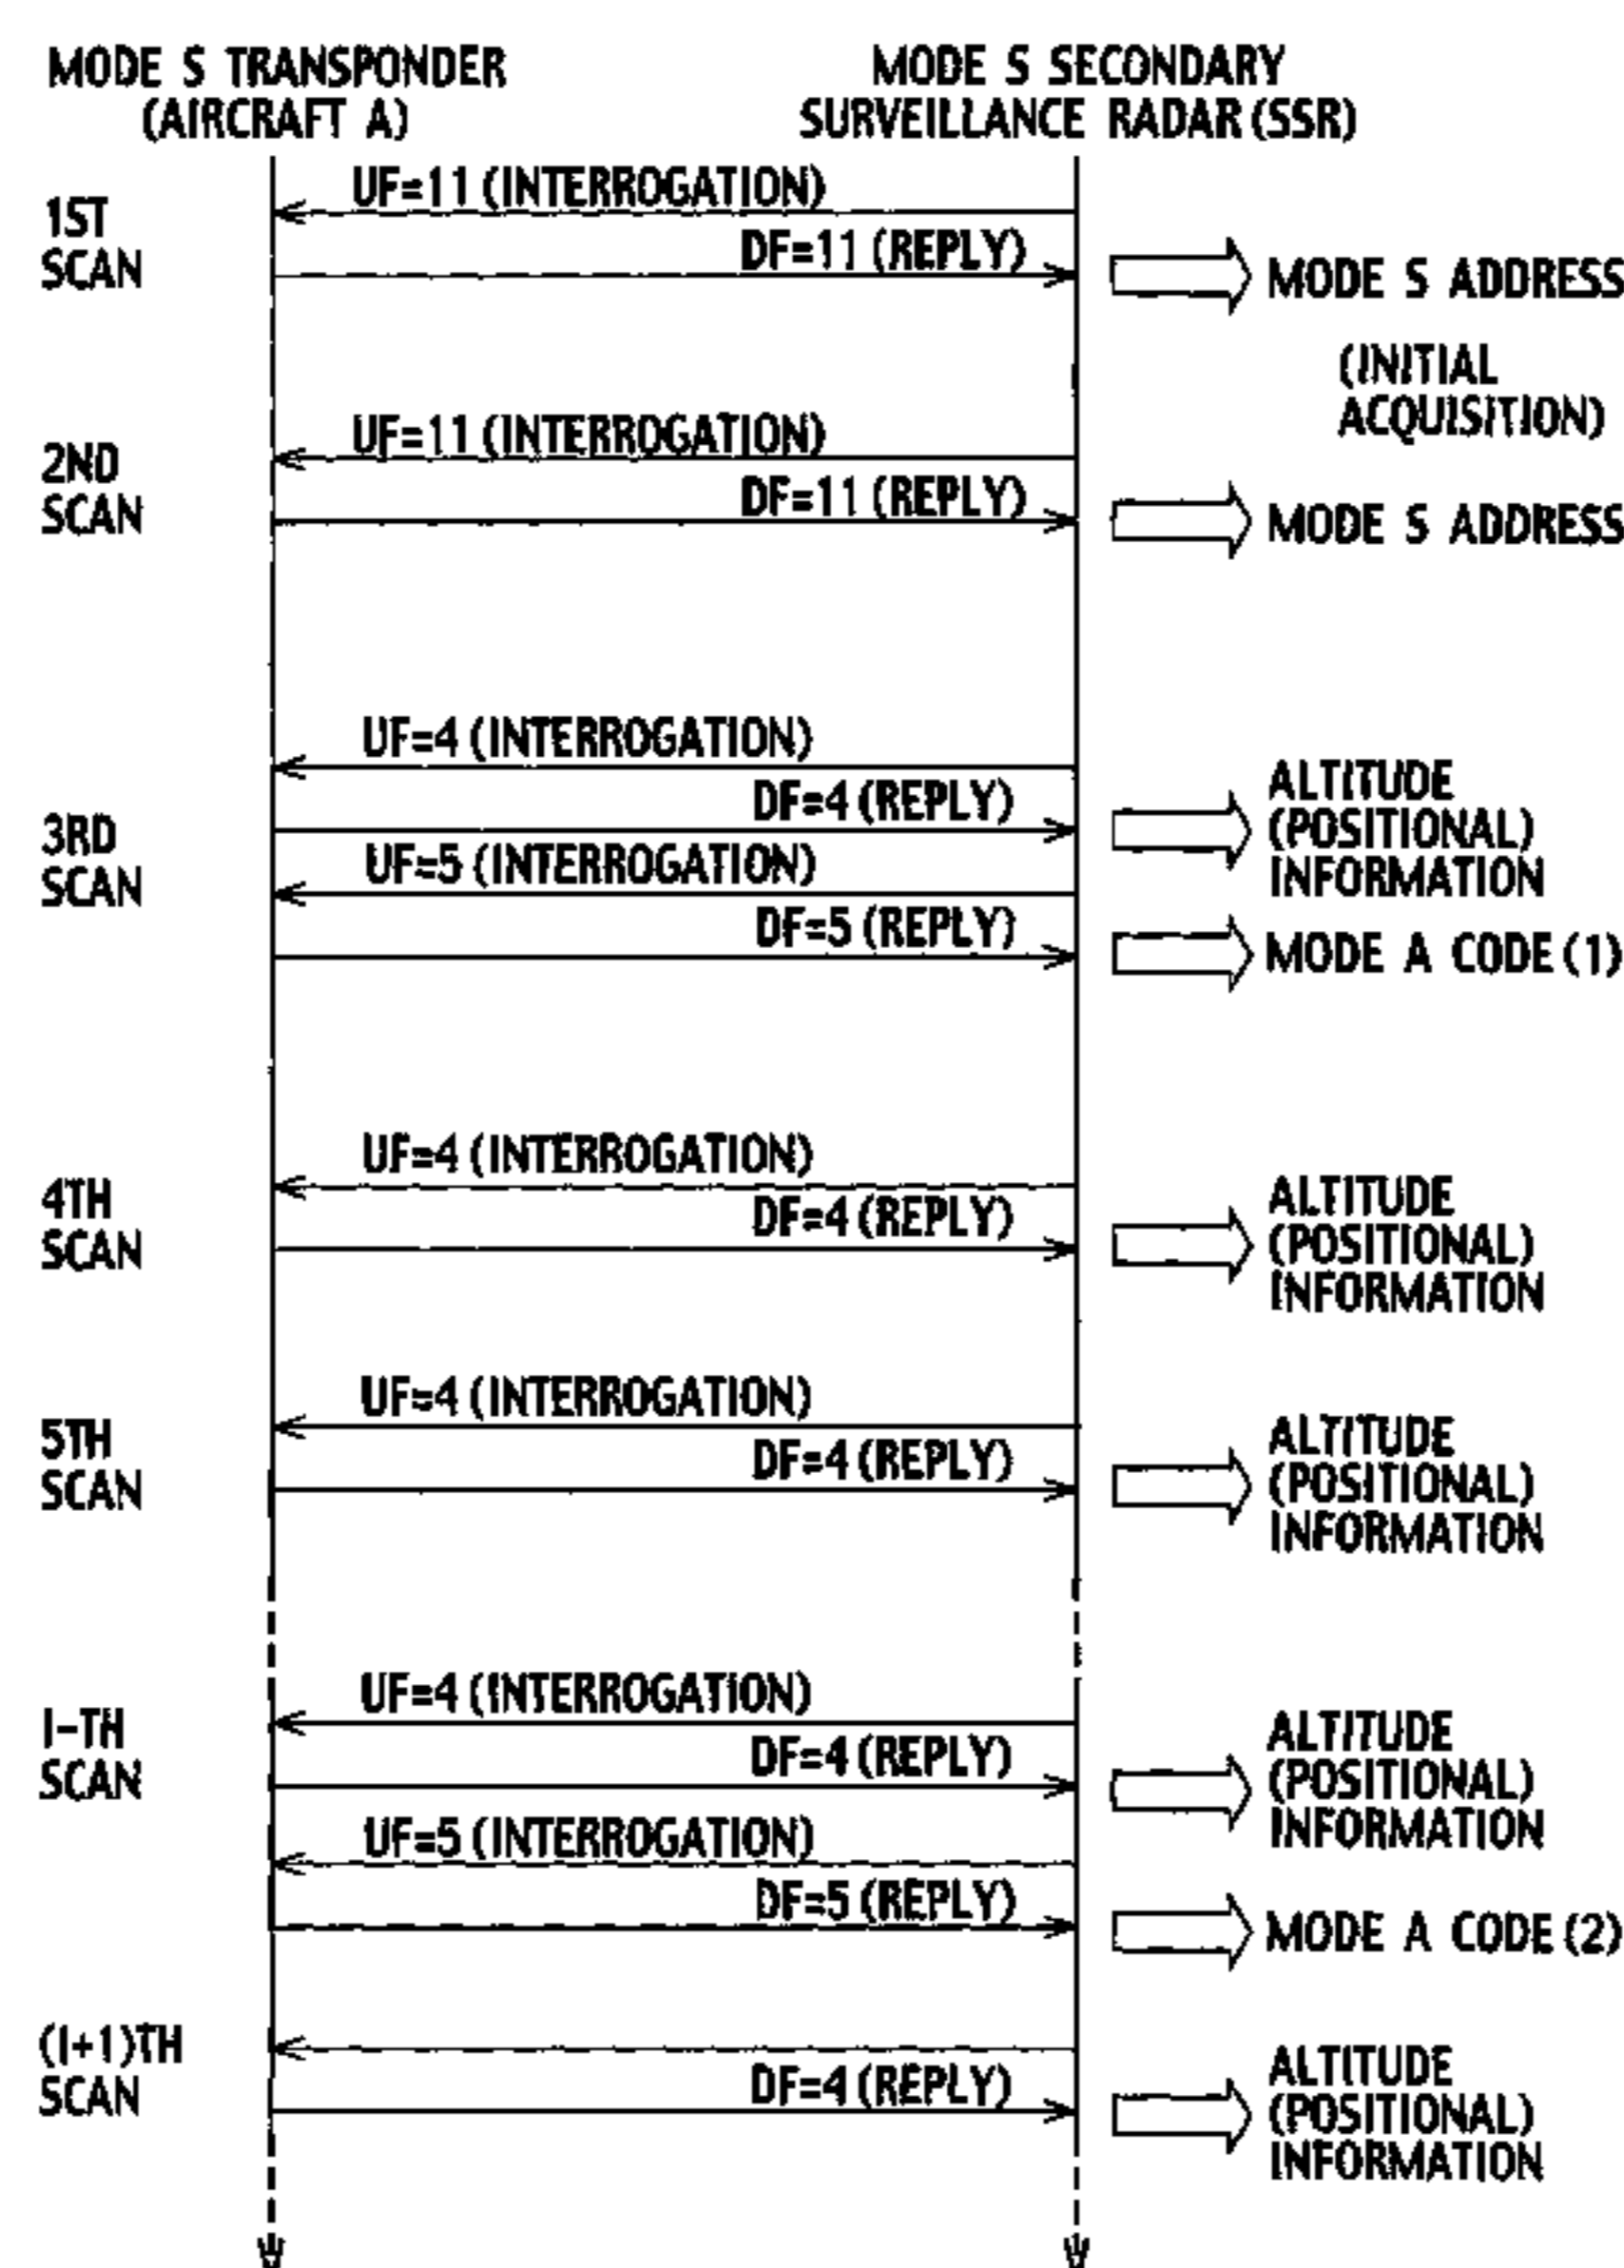 MODE S TRANSPONDER
(AIRCRAFT A)
MODE S SECONDARY
SURVEILLANCE RADAR (SSR)
1ST
SCAN
UF=11 (INTERROGATION)
DF=11 (REPLY)
MODE S ADDRESS
(INITIAL
ACQUISITION)
2ND
SCAN
UF=11 (INTERROGATION)
DF=11 (REPLY)
MODE S ADDRESS
3RD
SCAN
UF=4 (INTERROGATION)
DF=4 (REPLY)
ALTITUDE
(POSITIONAL)
INFORMATION
UF=5 (INTERROGATION)
DF=5 (REPLY)
MODE A CODE (1)
4TH
SCAN
UF=4 (INTERROGATION)
DF=4 (REPLY)
ALTITUDE
(POSITIONAL)
INFORMATION
5TH
SCAN
UF=4 (INTERROGATION)
DF=4 (REPLY)
ALTITUDE
(POSITIONAL)
INFORMATION
I-TH
SCAN
UF=4 (INTERROGATION)
DF=4 (REPLY)
ALTITUDE
(POSITIONAL)
INFORMATION
UF=5 (INTERROGATION)
DF=5 (REPLY)
MODE A CODE (2)
(I+1)TH
SCAN
DF=4 (REPLY)
ALTITUDE
(POSITIONAL)
INFORMATION